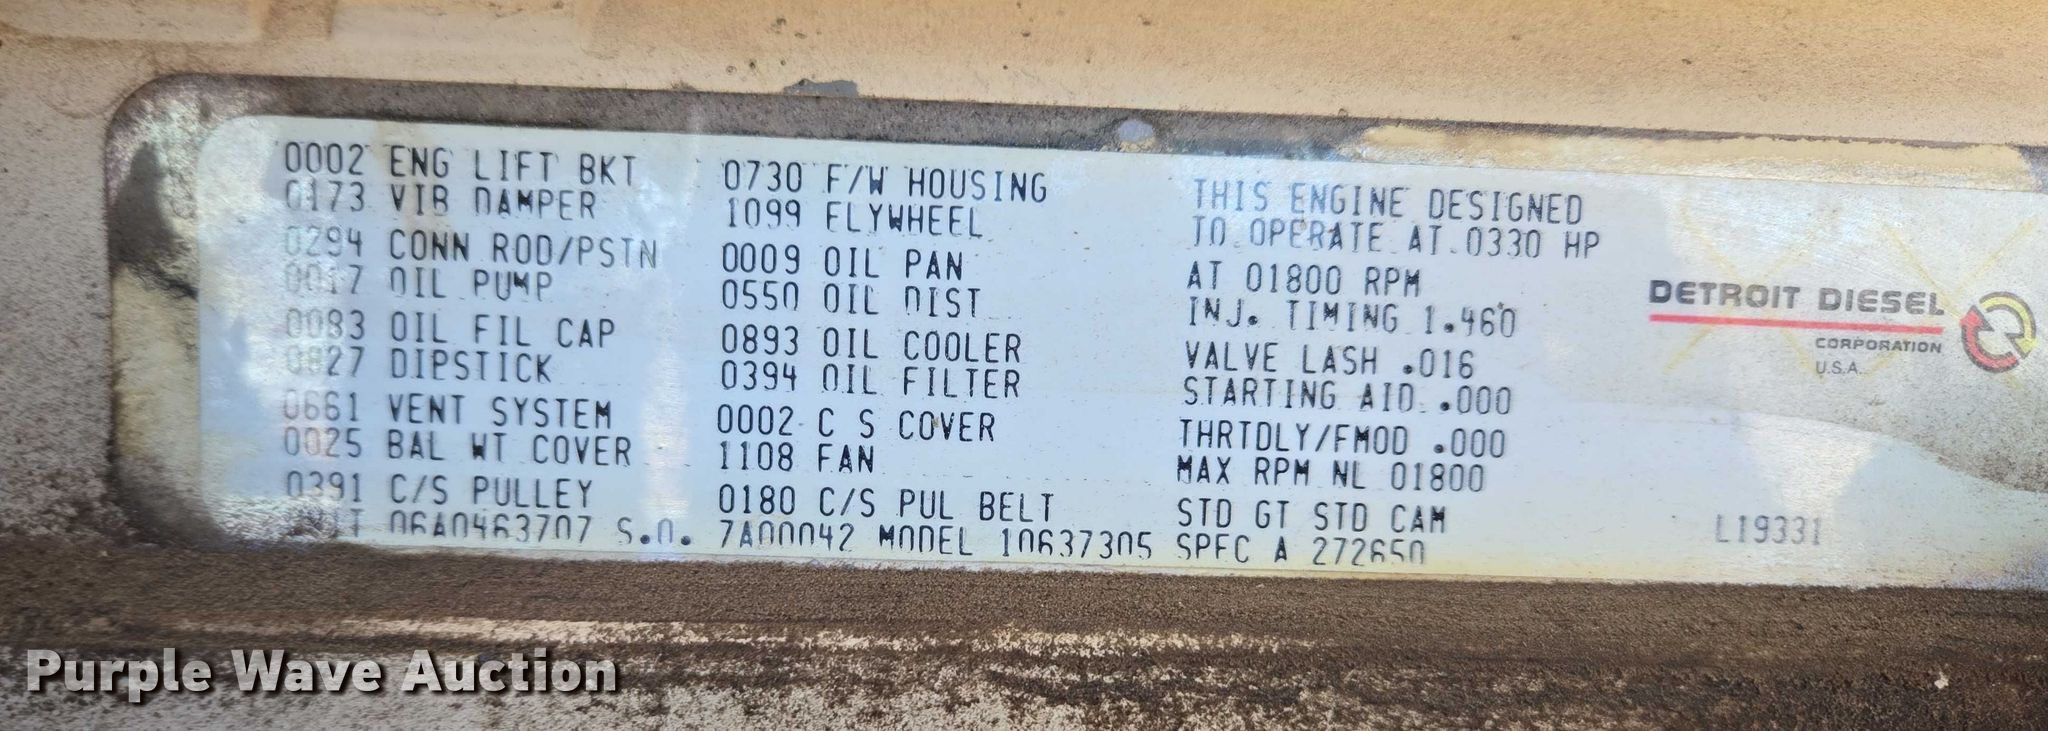 0002 ENG LIFT BKT 0730 F/W HOUSING THIS ENGINE DESIGNED
0173 VIB DAMPER 1099 FLYWHEEL TO OPERATE AT 0330 HP
0294 CONN ROD/PSTN 0009 OIL PAN AT 01800 RPM
0017 OIL PUMP 0550 OIL DIST INJ. TIMING 1.460
0083 OIL FIL CAP 0893 OIL COOLER VALVE LASH .016
0827 DIPSTICK 0394 OIL FILTER STARTING AID .000
0661 VENT SYSTEM 0002 C S COVER THRTDLY/FMOD .000
0025 BAL WT COVER 1108 FAN MAX RPM NL 01800
0391 C/S PULLEY 0180 C/S PUL BELT STD GT STD CAM
06A0463707 S.O. 7A00042 MODEL 10637305 SPEC A 272650
DETROIT DIESEL
CORPORATION
U.S.A.
L19331
Purple Wave Auction